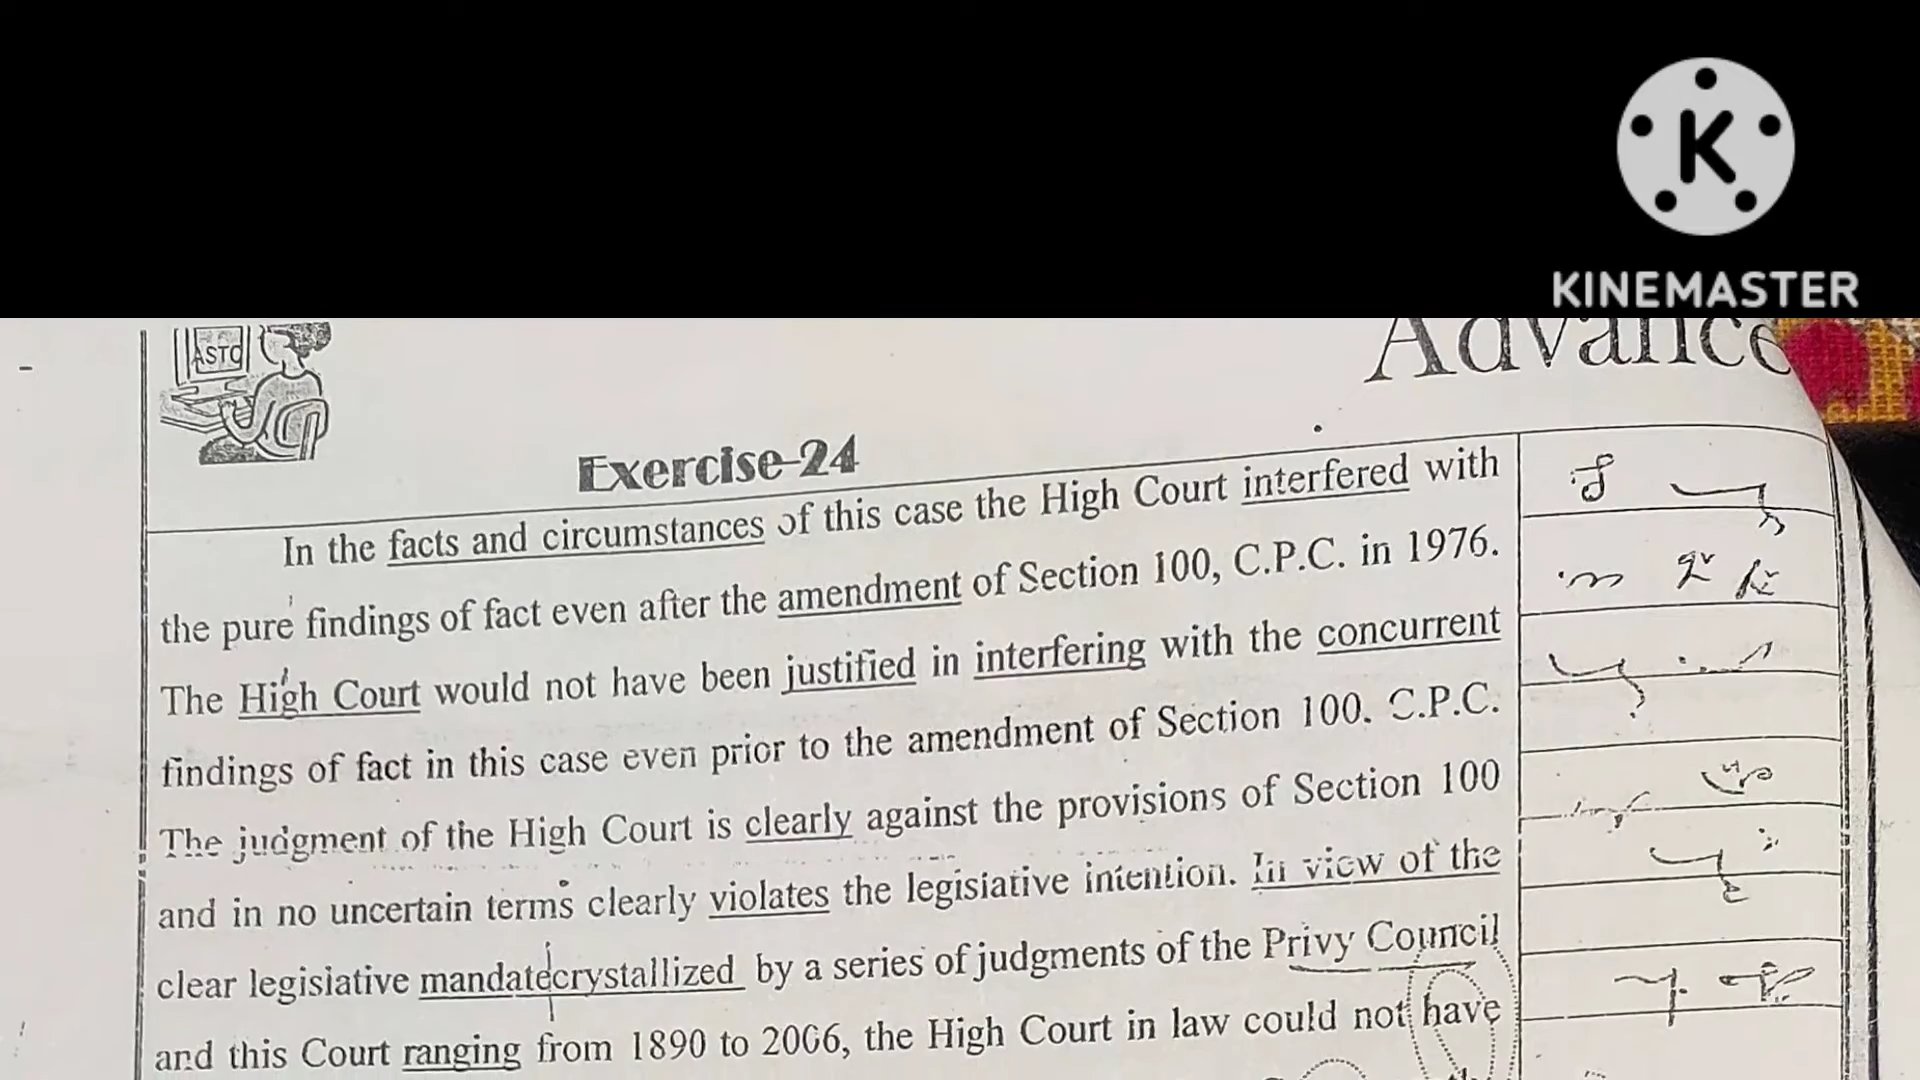 K
KINEMASTER
ASTC
Advance
Exercise-24
In the facts and circumstances of this case the High Court interfered with
the pure findings of fact even after the amendment of Section 100, C.P.C. in 1976.
The High Court would not have been justified in interfering with the concurrent
findings of fact in this case even prior to the amendment of Section 100. C.P.C.
The judgment of the High Court is clearly against the provisions of Section 100
and in no uncertain terms clearly violates the legislative intention. In view of the
clear legislative mandate crystallized by a series of judgments of the Privy Council
and this Court ranging from 1890 to 2006, the High Court in law could not have